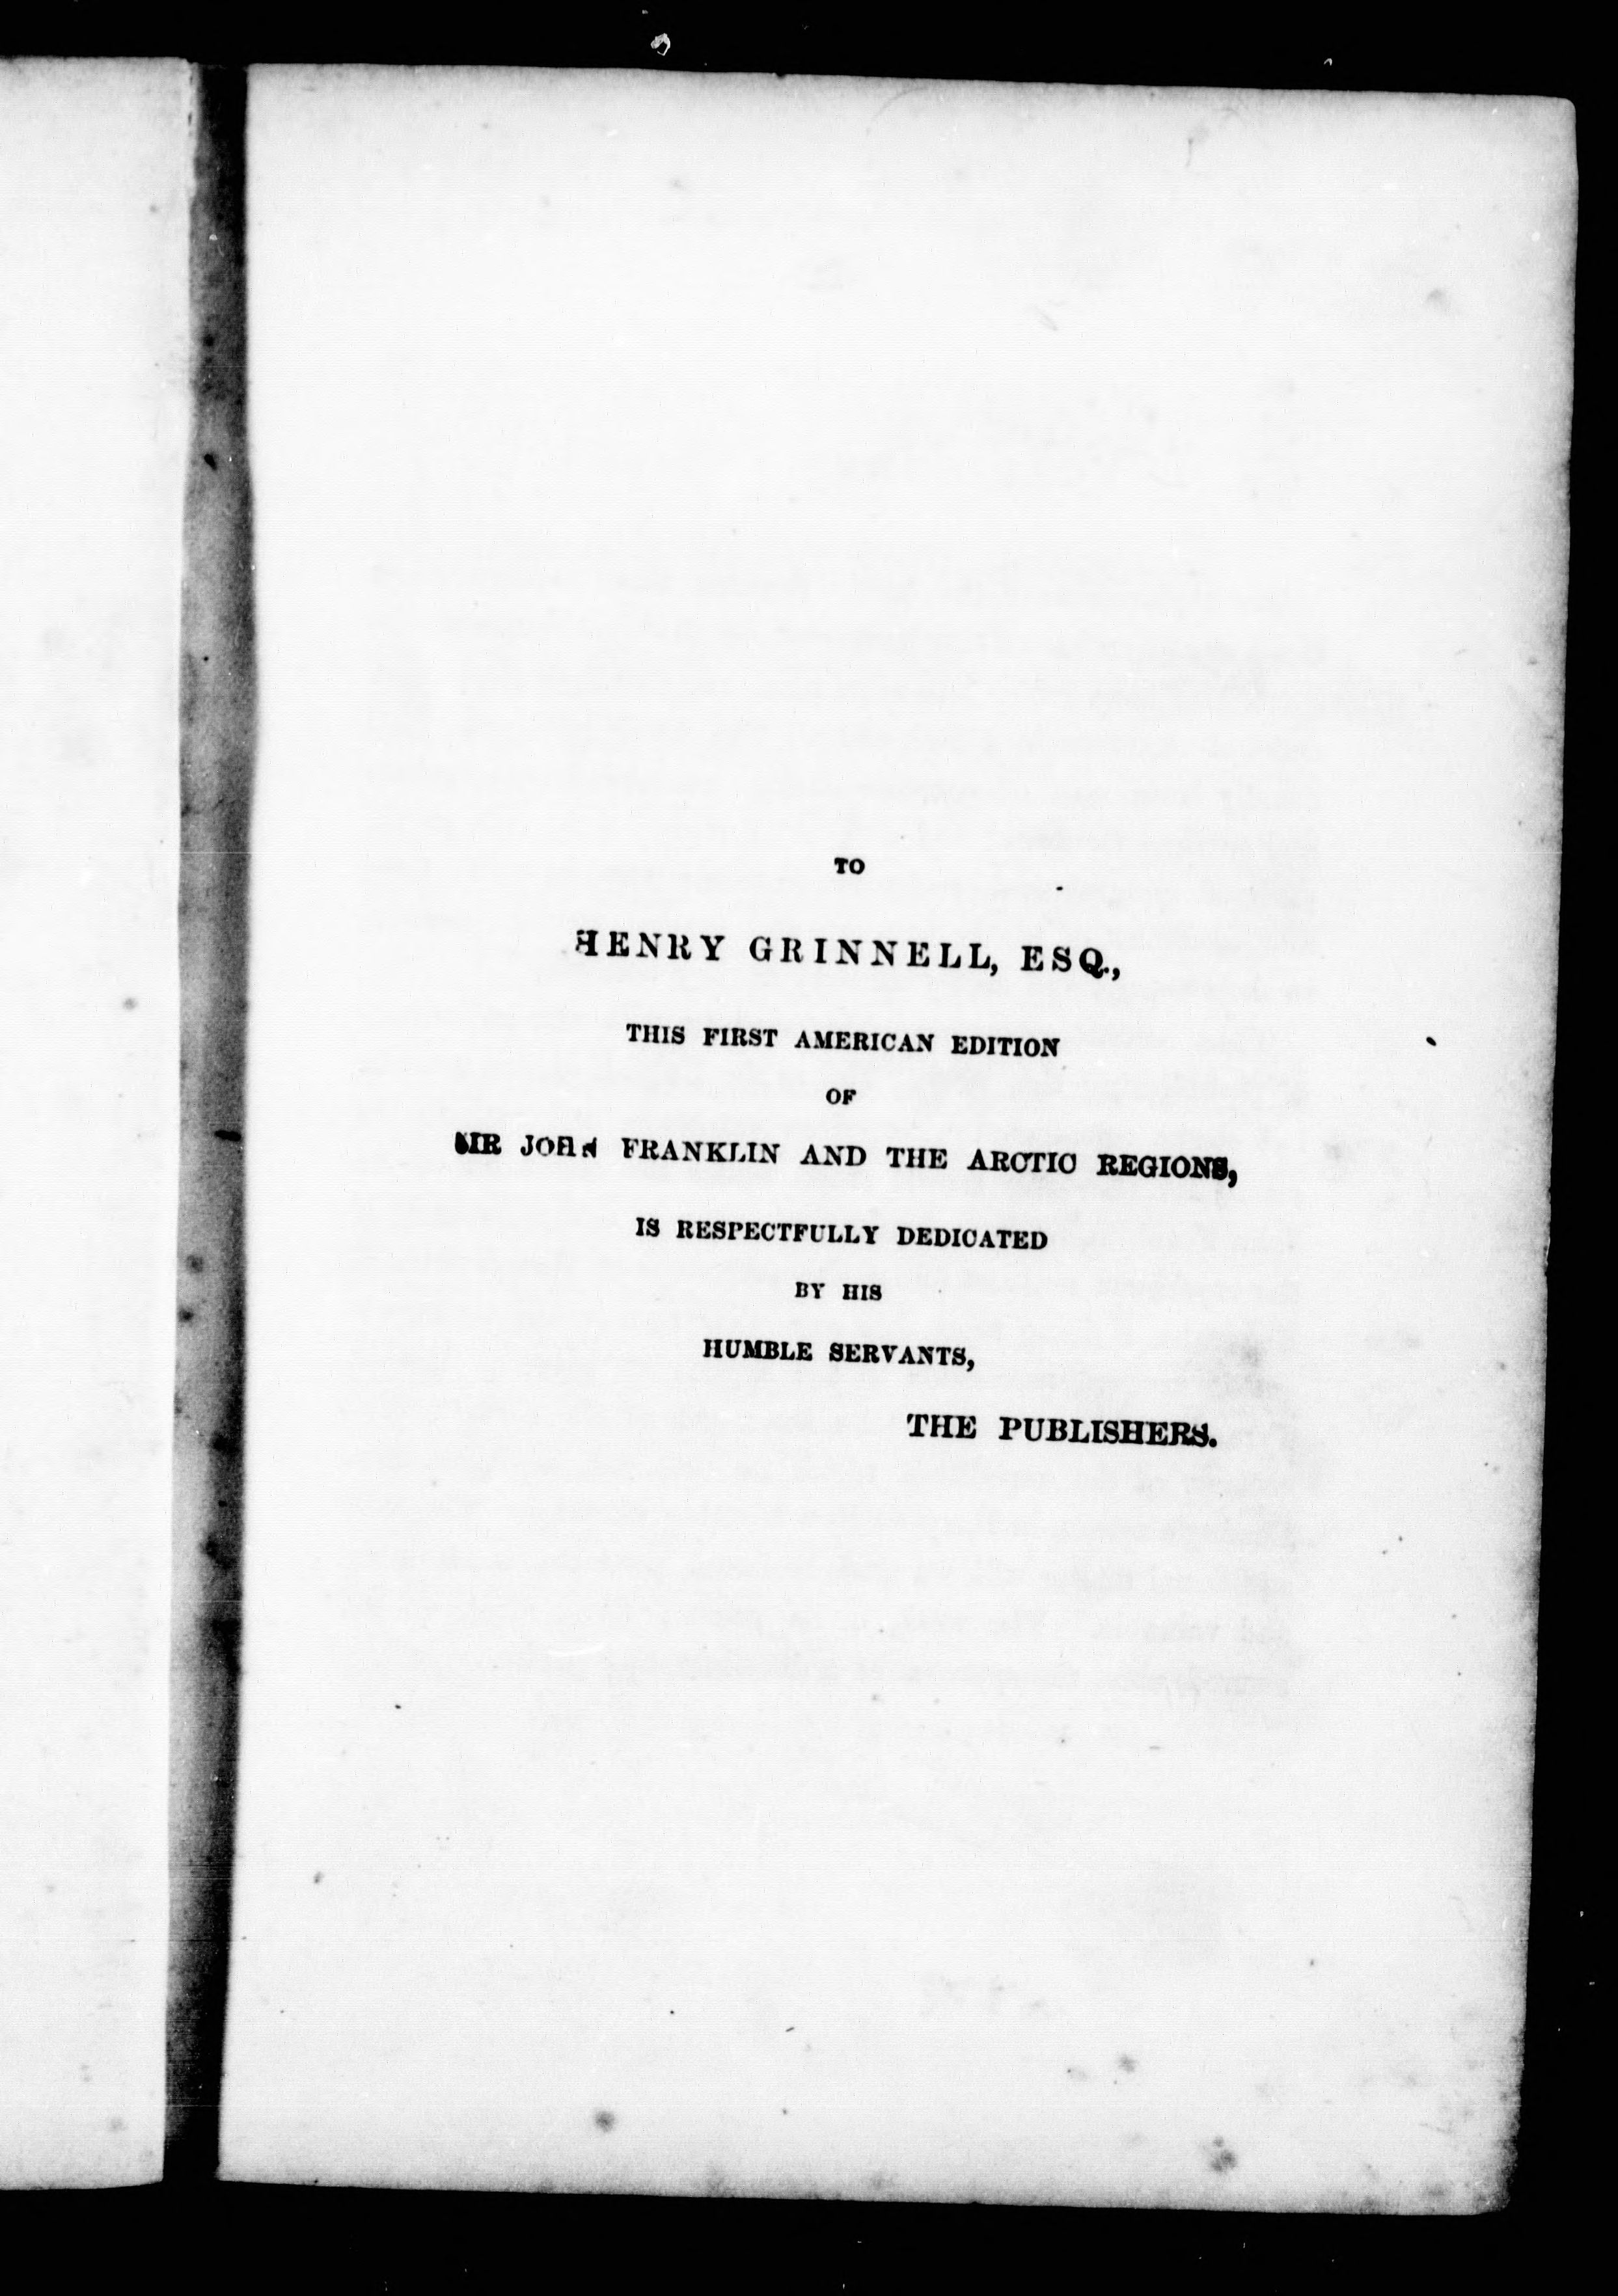 TO
HENRY GRINNELL, ESQ.,
THIS FIRST AMERICAN EDITION
OF
SIR JOHN FRANKLIN AND THE ARCTIC REGIONS,
IS RESPECTFULLY DEDICATED
BY HIS
HUMBLE SERVANTS,
THE PUBLISHERS.